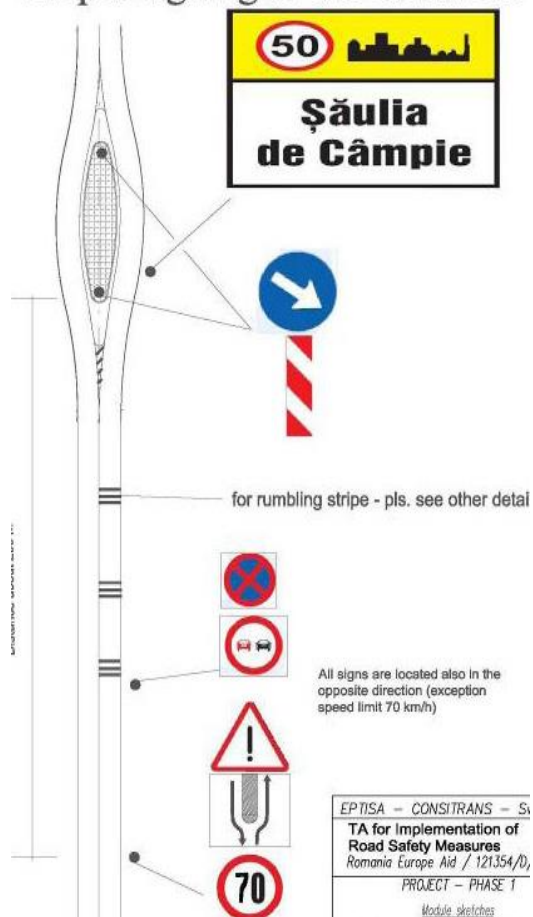 50
Șăulia
de Câmpie
for rumbling stripe - pls. see other detai
All signs are located also in the
opposite direction (exception
speed limit 70 km/h)
!
70
EPTISA - CONSITRANS -
TA for Implementation of
Road Safety Measures
Romania Europe Aid / 121354/D,
PROJECT - PHASE 1
Module sketches